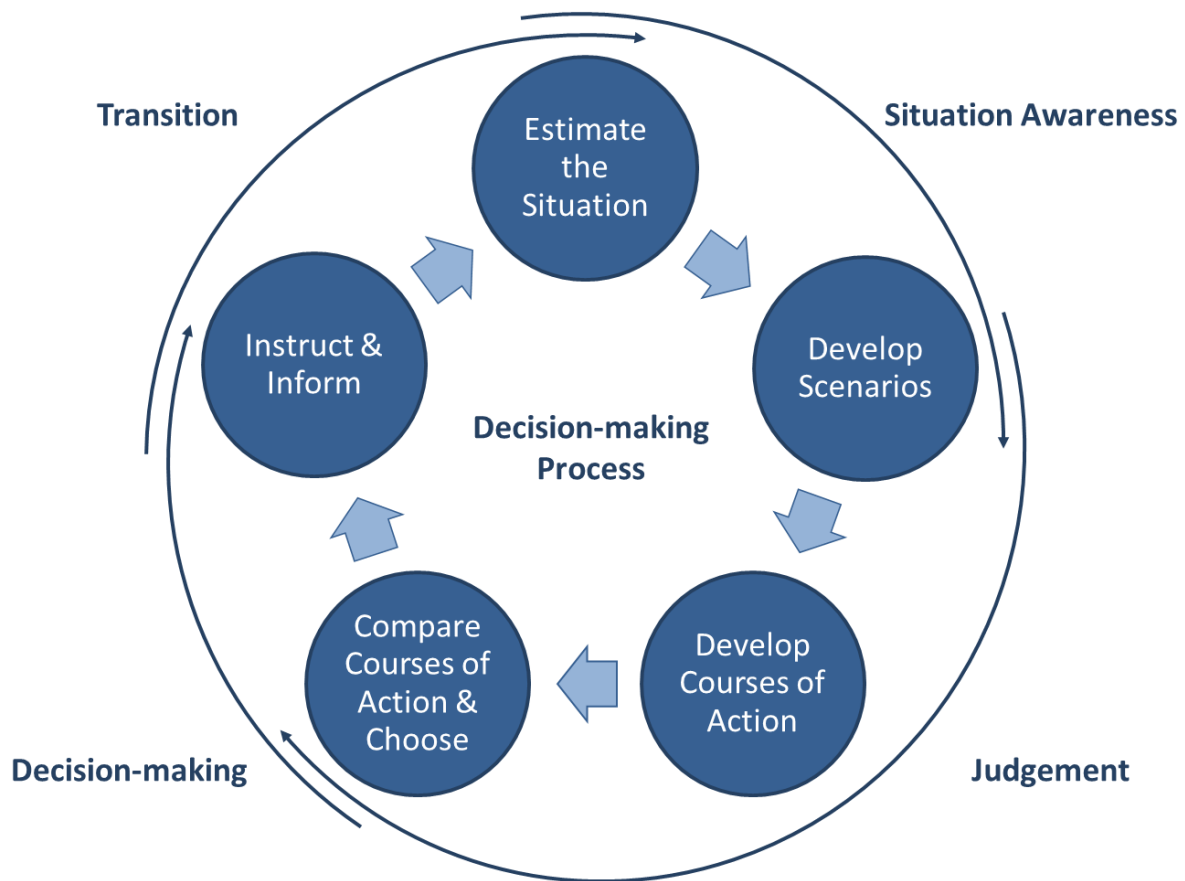 Transition
Situation Awareness
Estimate
the
Situation
Instruct &
Inform
Develop
Scenarios
Decision-making
Process
Compare
Courses of
Action &
Choose
Develop
Courses of
Action
Decision-making
Judgement